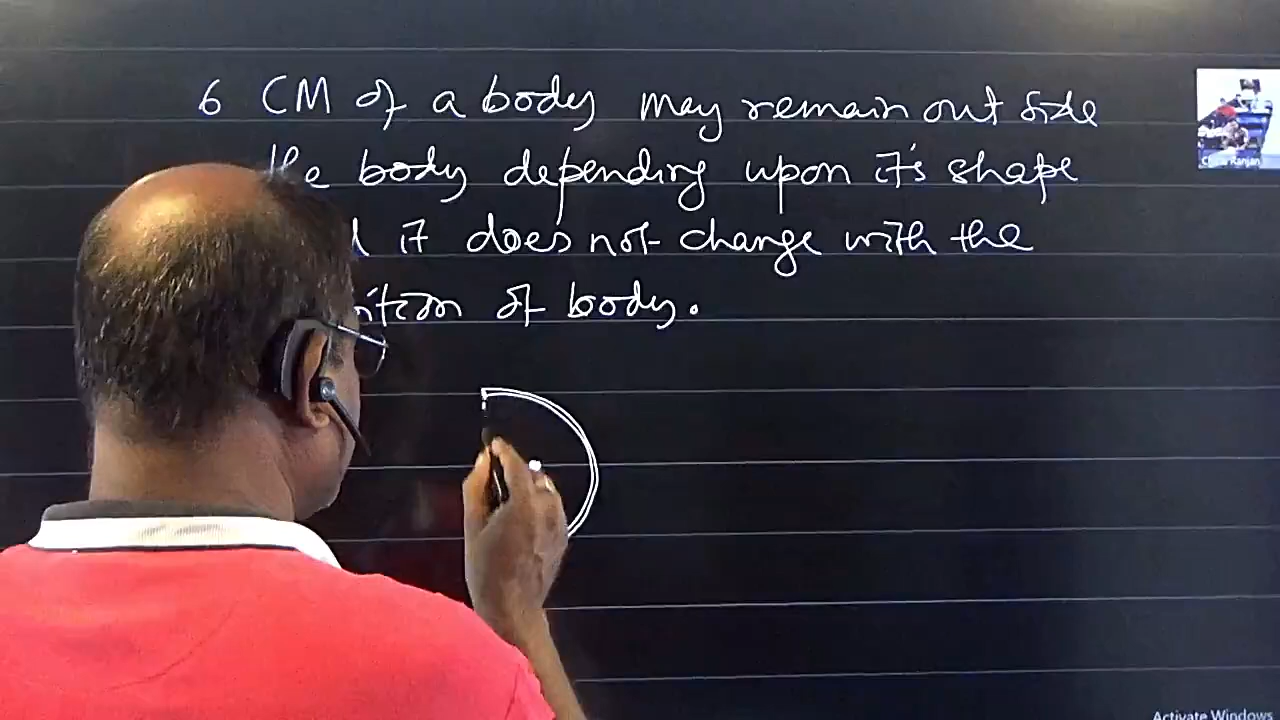 6 CM of a body may remain out side
body depending upon it's shape
it does not change with the
of body.
Ranjan
Activate Windows